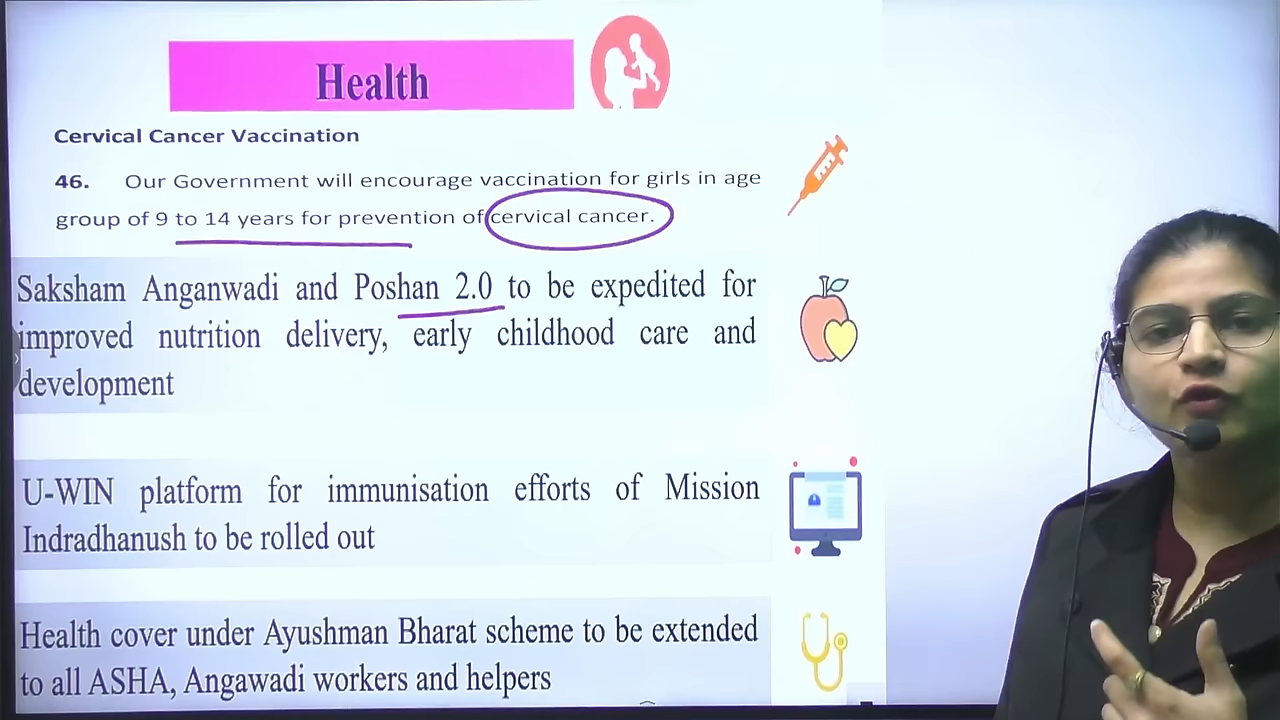 Health
Cervical Cancer Vaccination
46. Our Government will encourage vaccination for girls in age
group of 9 to 14 years for prevention of cervical cancer.
Saksham Anganwadi and Poshan 2.0 to be expedited for
improved nutrition delivery, early childhood care and
development
U-WIN platform for immunisation efforts of Mission
Indradhanush to be rolled out
Health cover under Ayushman Bharat scheme to be extended
to all ASHA, Angawadi workers and helpers